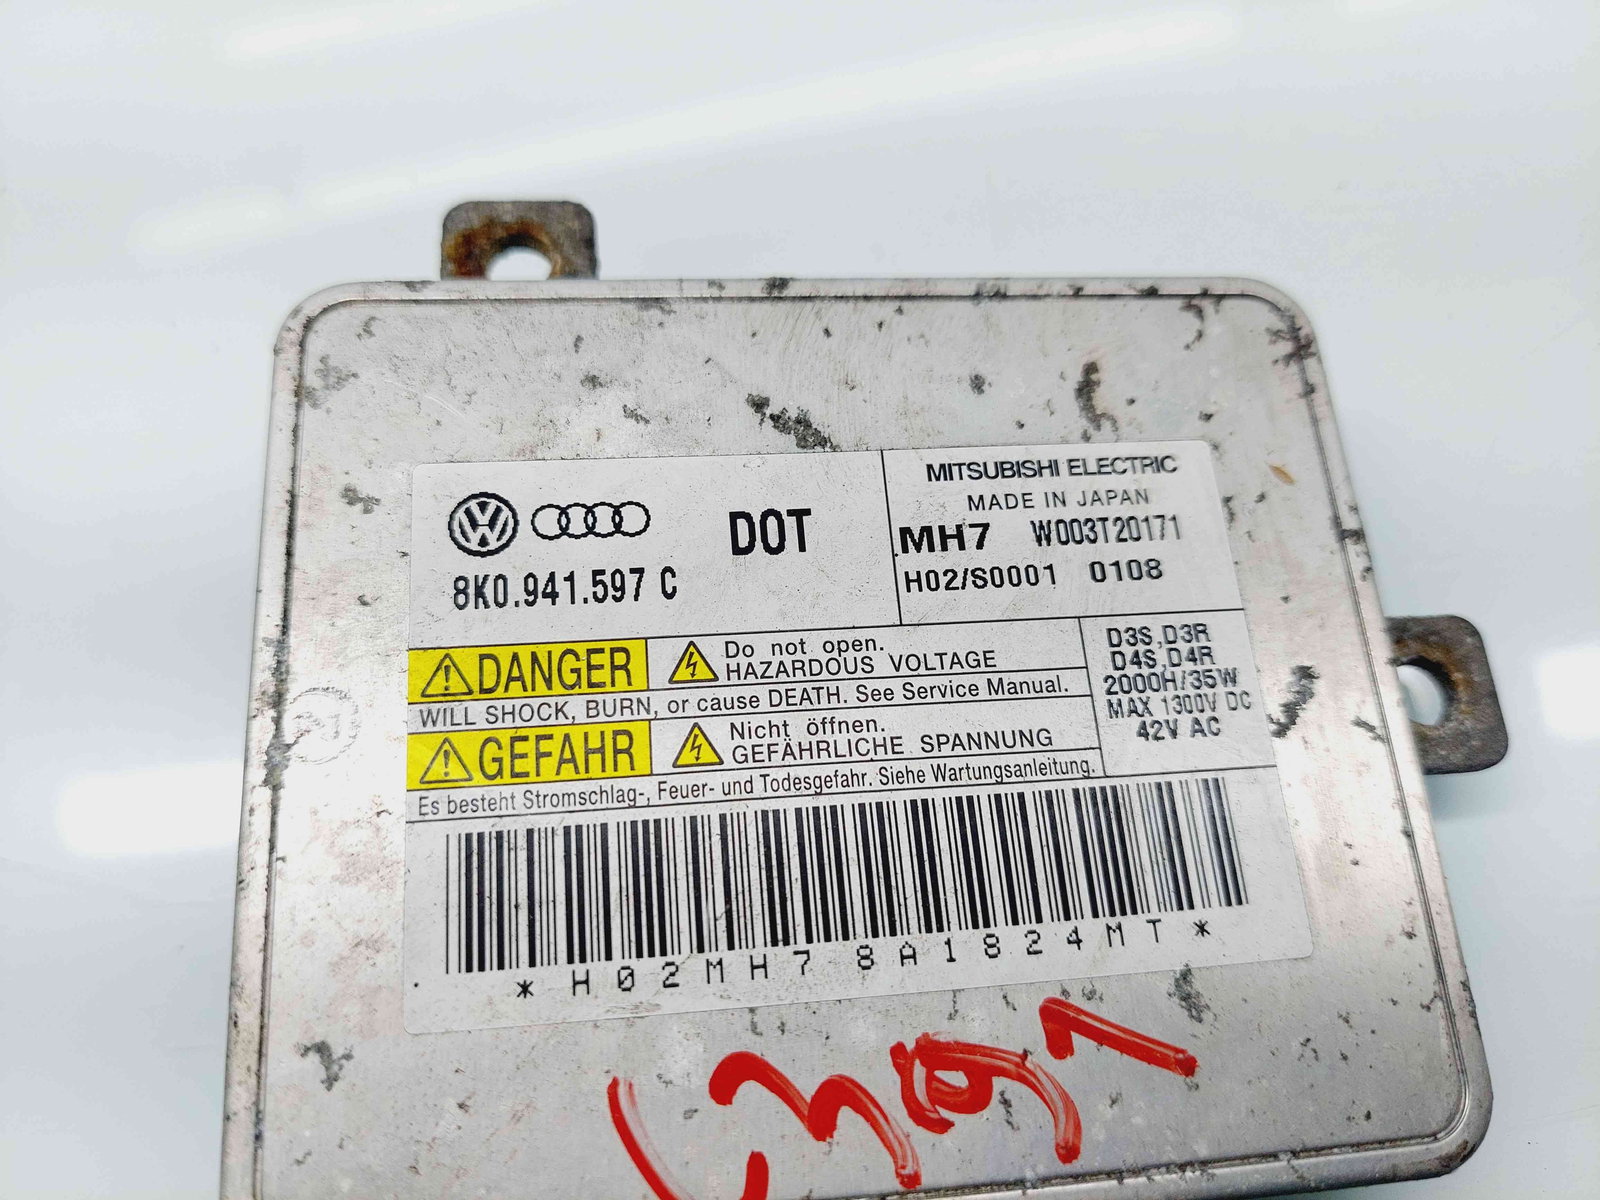 DOT
8K0.941.597 C
MITSUBISHI ELECTRIC
MADE IN JAPAN
MH7 W003T20171
H02/S0001 0108
DANGER Do not open.
HAZARDOUS VOLTAGE
WILL SHOCK, BURN, or cause DEATH. See Service Manual.
GEFAHR Nicht öffnen.
GEFÄHRLICHE SPANNUNG
Es besteht Stromschlag-, Feuer- und Todesgefahr. Siehe Wartungsanleitung.
D3S,D3R
D4S,D4R
2000H/35W
MAX 1300V DC
42V AC
*H02MH78A1824MT*